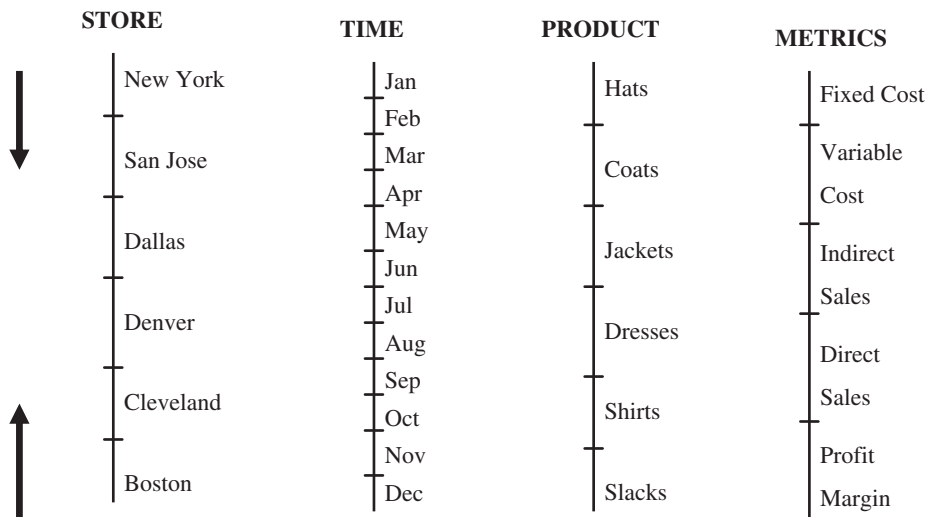 STORE
New York
San Jose
Dallas
Denver
Cleveland
Boston
TIME
Jan
Feb
Mar
Apr
May
Jun
Jul
Aug
Sep
Oct
Nov
Dec
PRODUCT
Hats
Coats
Jackets
Dresses
Shirts
Slacks
METRICS
Fixed Cost
Variable
Cost
Indirect
Sales
Direct
Sales
Profit
Margin